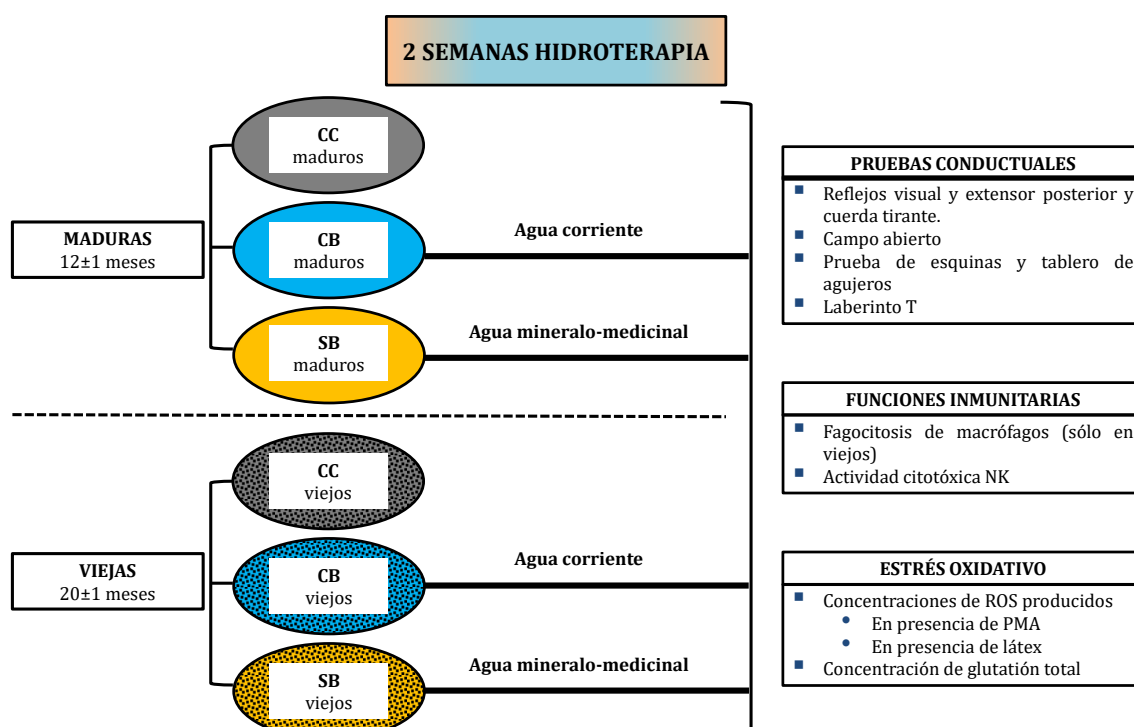 2 SEMANAS HIDROTERAPIA
CC
maduros
MADURAS
12±1 meses
CB
maduros
Agua corriente
SB
maduros
Agua mineralo-medicinal
CC
viejos
VIEJAS
20±1 meses
CB
viejos
Agua corriente
SB
viejos
Agua mineralo-medicinal
PRUEBAS CONDUCTUALES
Reflejos visual y extensor posterior y
cuerda tirante.
Campo abierto
Prueba de esquinas y tablero de
agujeros
Laberinto T
FUNCIONES INMUNITARIAS
Fagocitosis de macrófagos (sólo en
viejos)
Actividad citotóxica NK
ESTRÉS OXIDATIVO
Concentraciones de ROS producidos
En presencia de PMA
En presencia de látex
Concentración de glutatión total